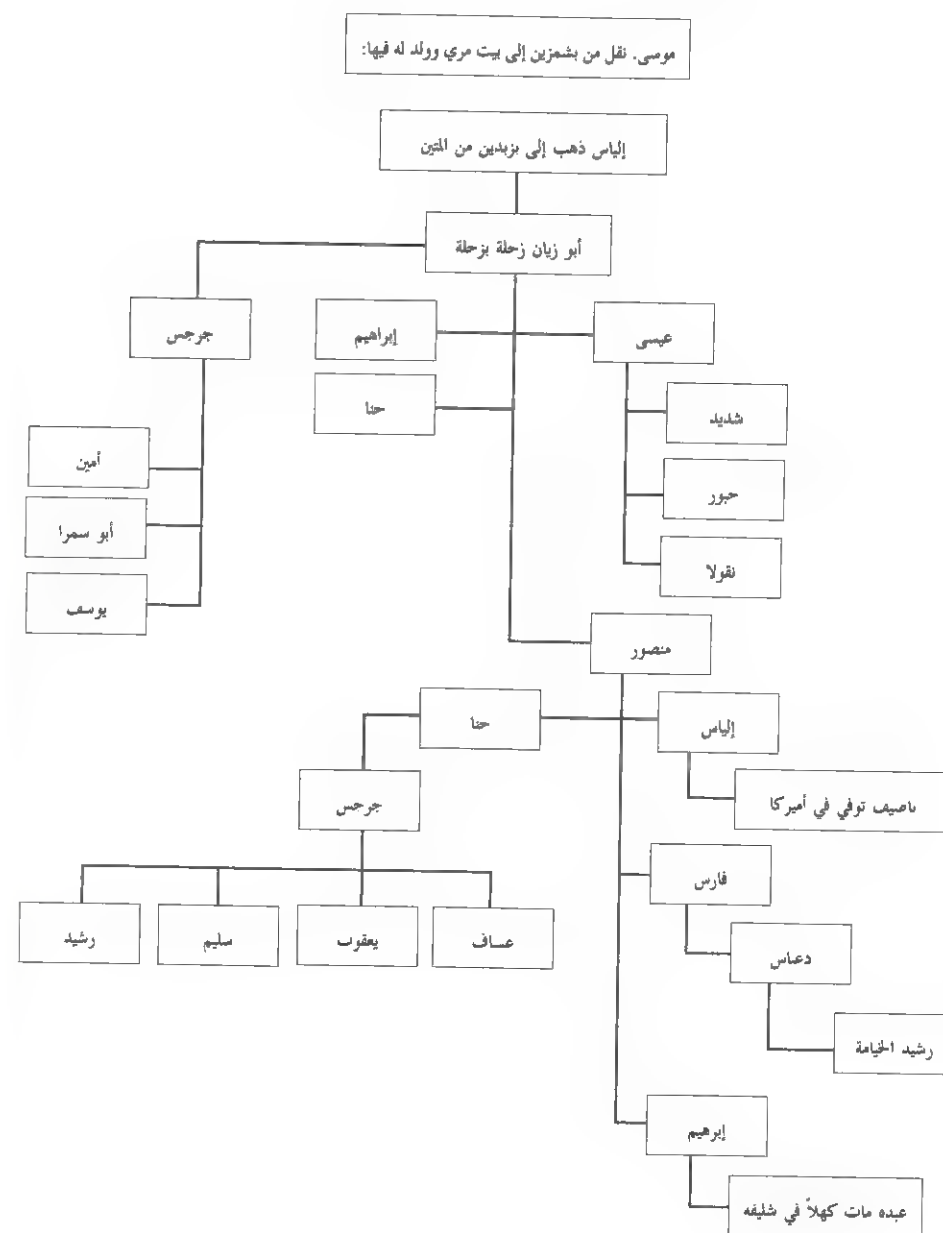 موسى. نقل من بشمزين إلى بيت مري وولد له فيها:
إلياس ذهب إلى بزبدين من المتين
أبو زيان زحلة بزحلة
جرجس
إبراهيم
عيسى
حنا
شديد
أمين
حبور
أبو سمرا
نقولا
يوسف
منصور
حنا
إلياس
ناصيف توفي في أميركا
جرجس
فارس
عساف
يعقوب
سليم
رشيد
دعاس
رشيد الخيامة
إبرهيم
عبده مات كهلاً في شليفه